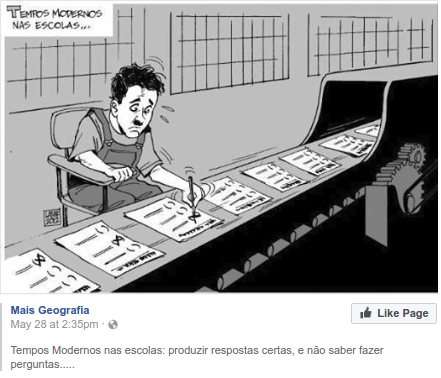 TEMPOS MODERNOS
NAS ESCOLAS...
Mais Geografia
May 28 at 2:35pm ·
Like Page
Tempos Modernos nas escolas: produzir respostas certas, e não saber fazer
perguntas.....